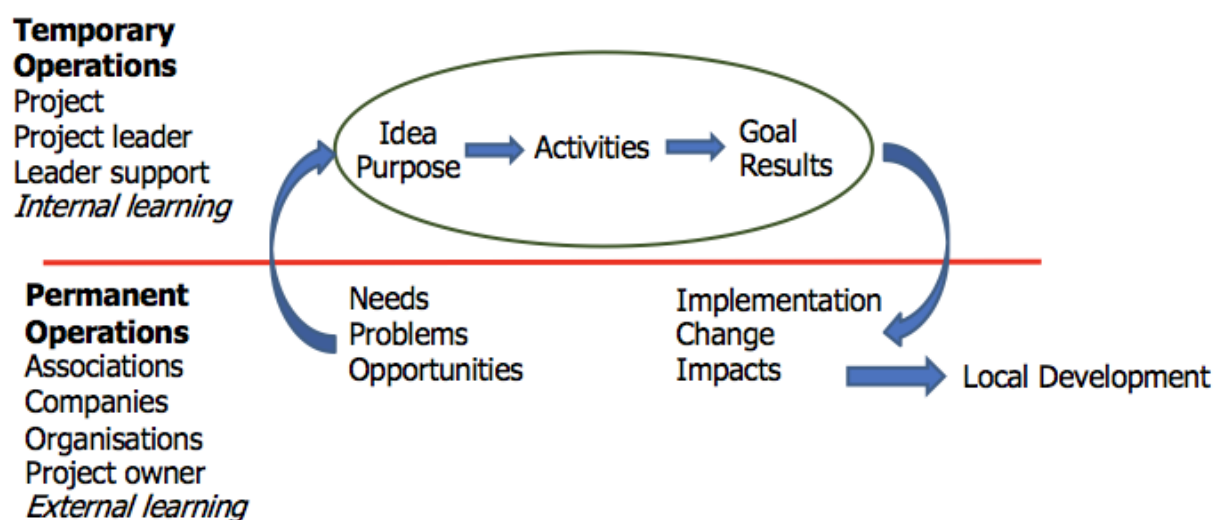 Temporary
Operations
Project
Project leader
Leader support
Internal learning
Idea
Purpose
Activities
Goal
Results
Permanent
Operations
Associations
Companies
Organisations
Project owner
External learning
Needs
Problems
Opportunities
Implementation
Change
Impacts
Local Development